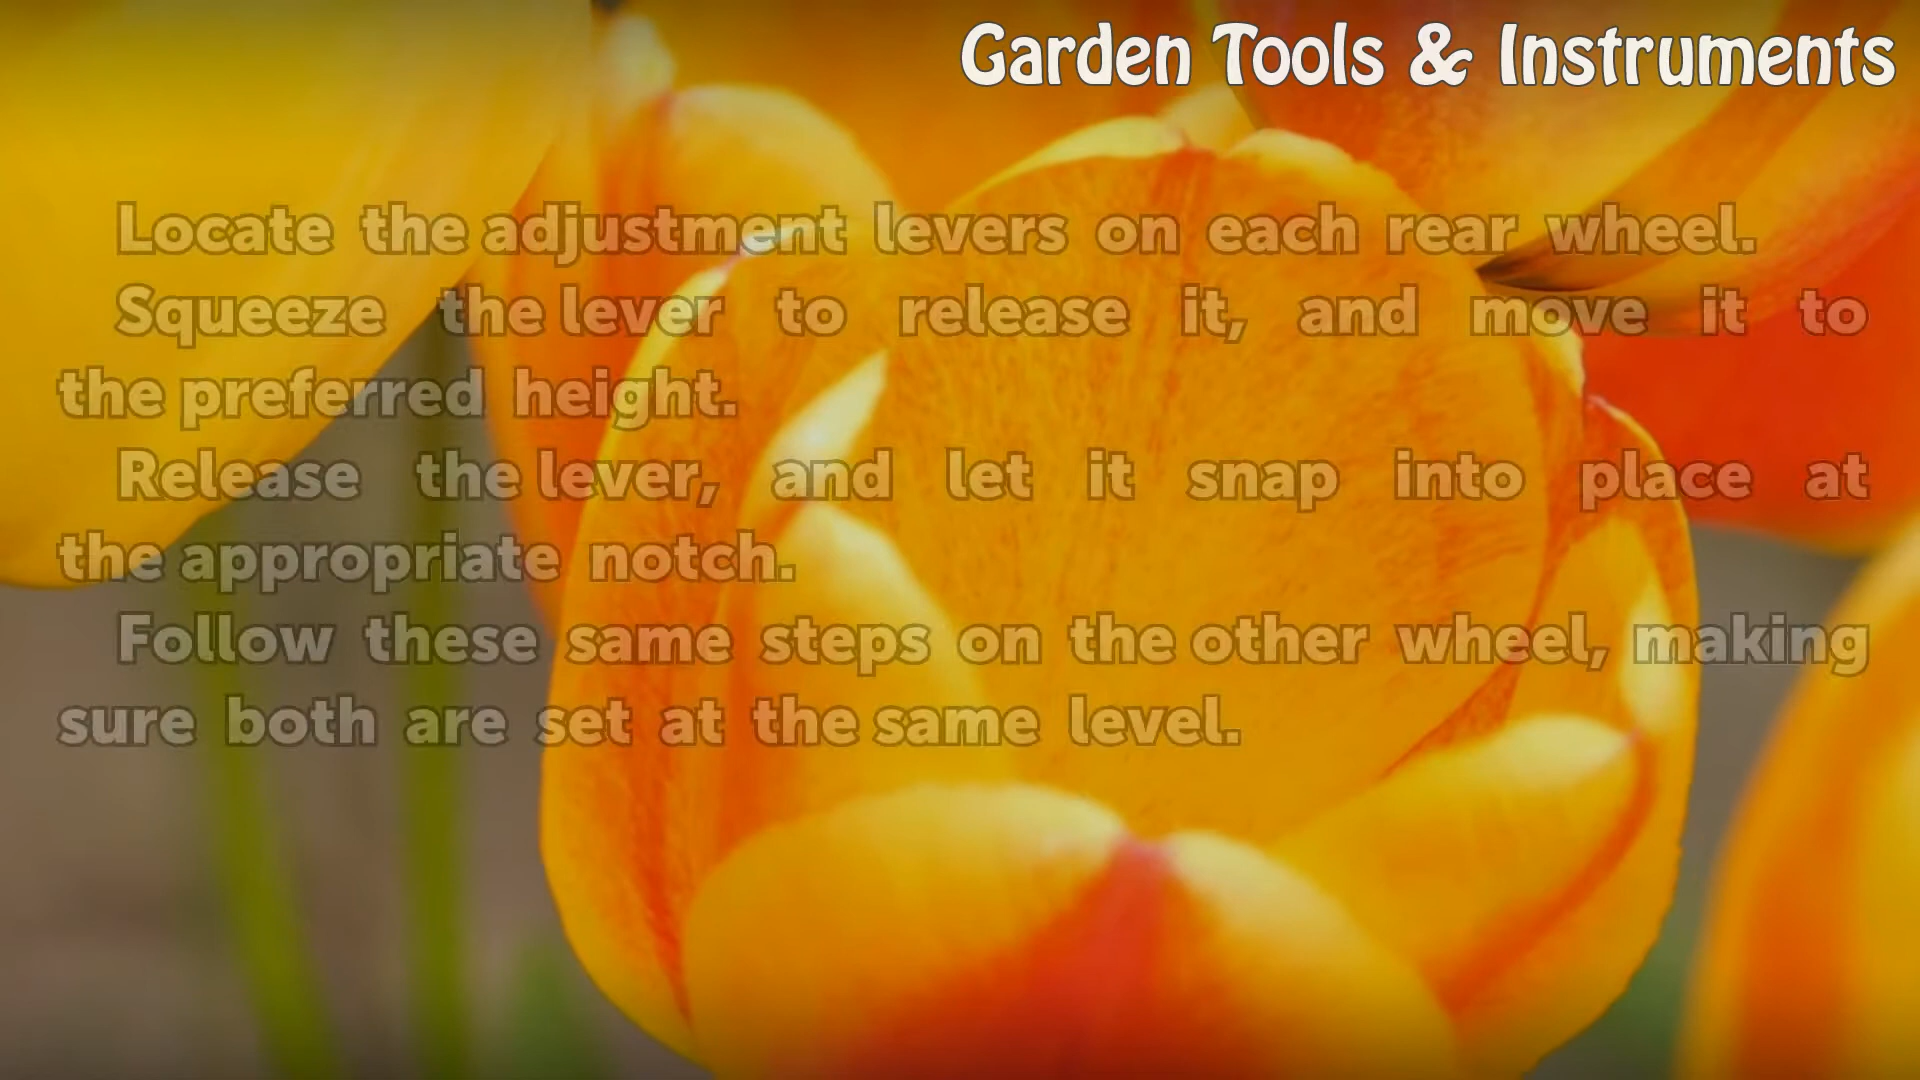 Garden Tools & Instruments
Locate the adjustment levers on each rear wheel.
Squeeze the lever to release it, and move it to
the preferred height.
Release the lever, and let it snap into place at
the appropriate notch.
Follow these same steps on the other wheel, making
sure both are set at the same level.